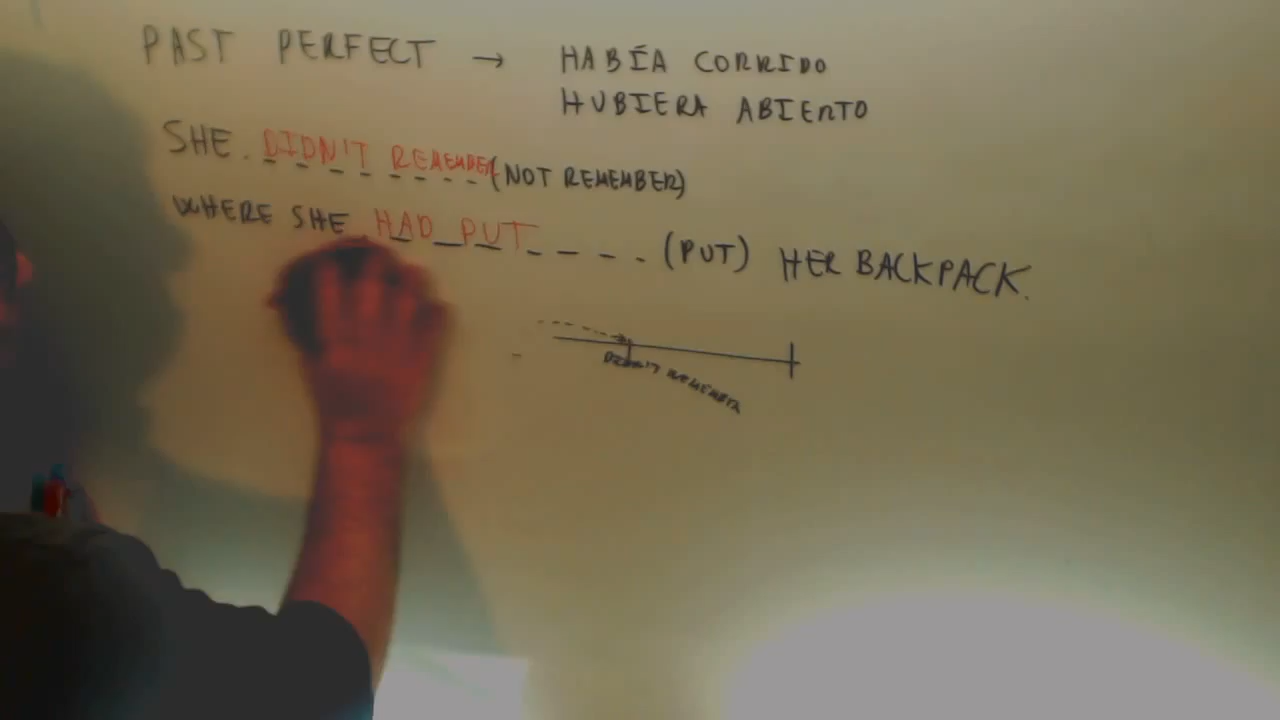 PAST PERFECT → HABÍA CORRIDO
HUBIERA ABIERTO
SHE DIDN'T REMEMBER (NOT REMEMBER)
WHERE SHE HAD PUT (PUT) HER BACKPACK.
DIDN'T REMEMBER